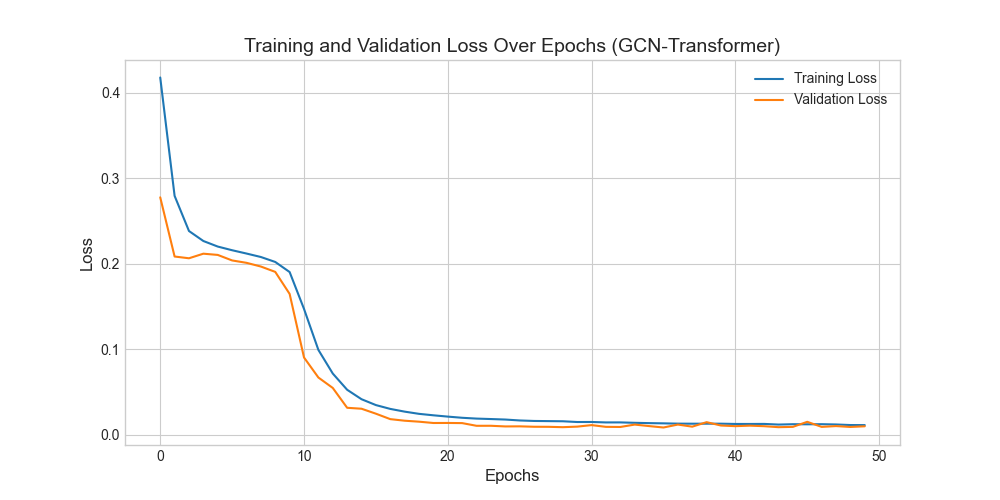 Training and Validation Loss Over Epochs (GCN-Transformer)
Training Loss
Validation Loss
0.4
0.3
0.2
0.1
0.0
Loss
0 10 20 30 40 50
Epochs